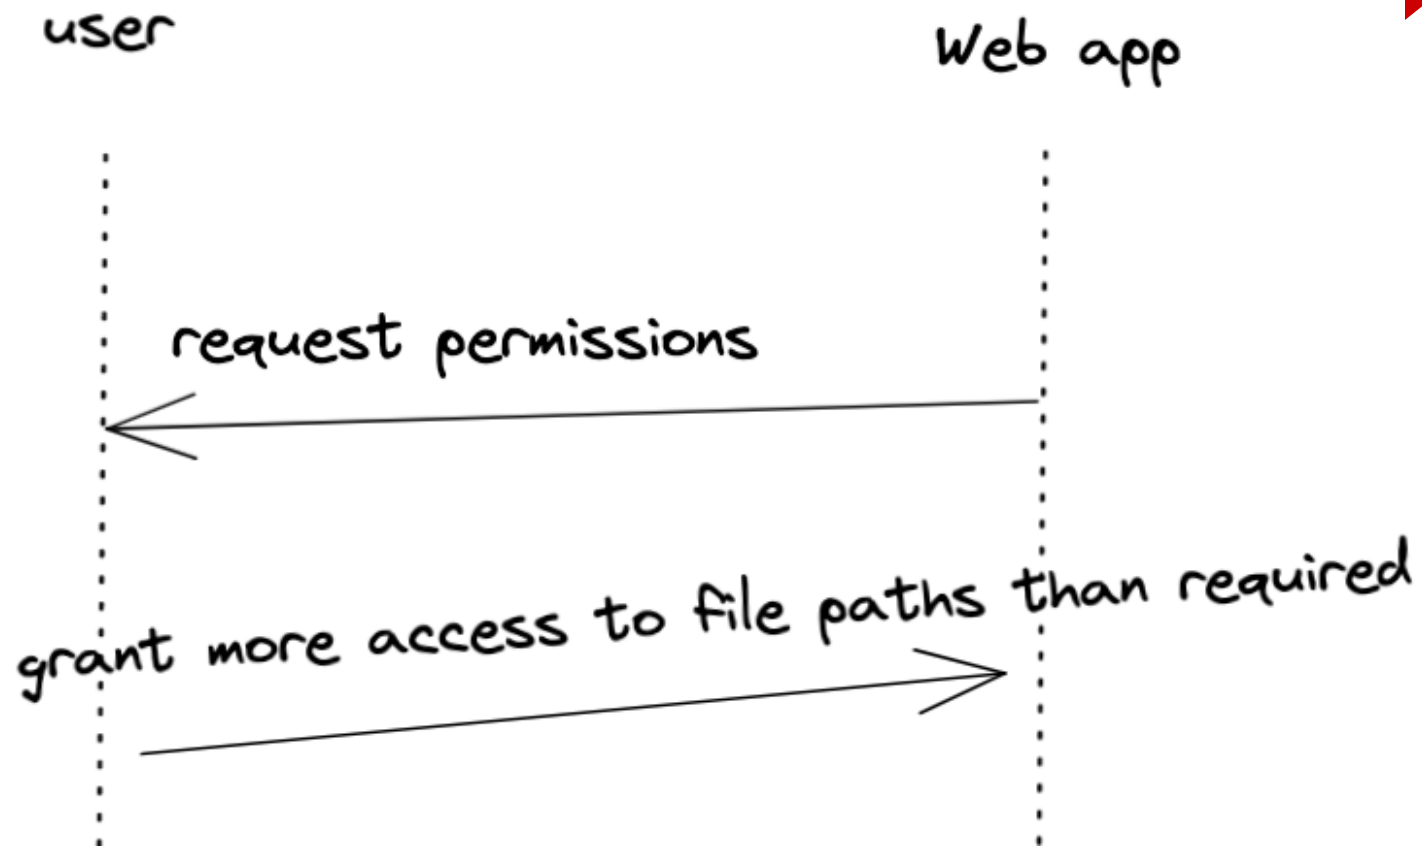 user
Web app
request permissions
grant more access to file paths than required